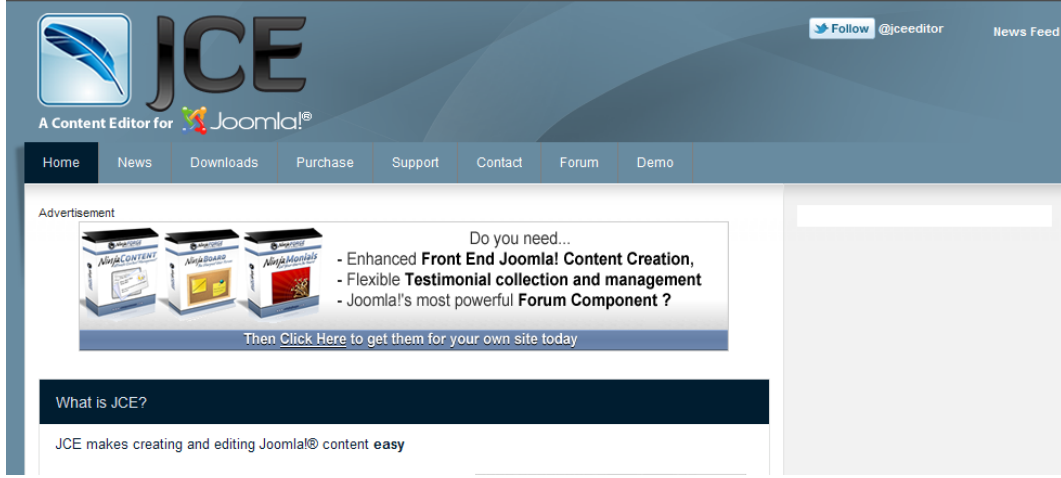 JCE
Follow @jceeditor
News Feed
A Content Editor for Joomla!®
Home News Downloads Purchase Support Contact Forum Demo
Advertisement
NinjaContent
NinjaBoard
NinjaMonials
Do you need...
- Enhanced Front End Joomla! Content Creation,
- Flexible Testimonial collection and management
- Joomla!'s most powerful Forum Component ?
Then Click Here to get them for your own site today
What is JCE?
JCE makes creating and editing Joomla!® content easy